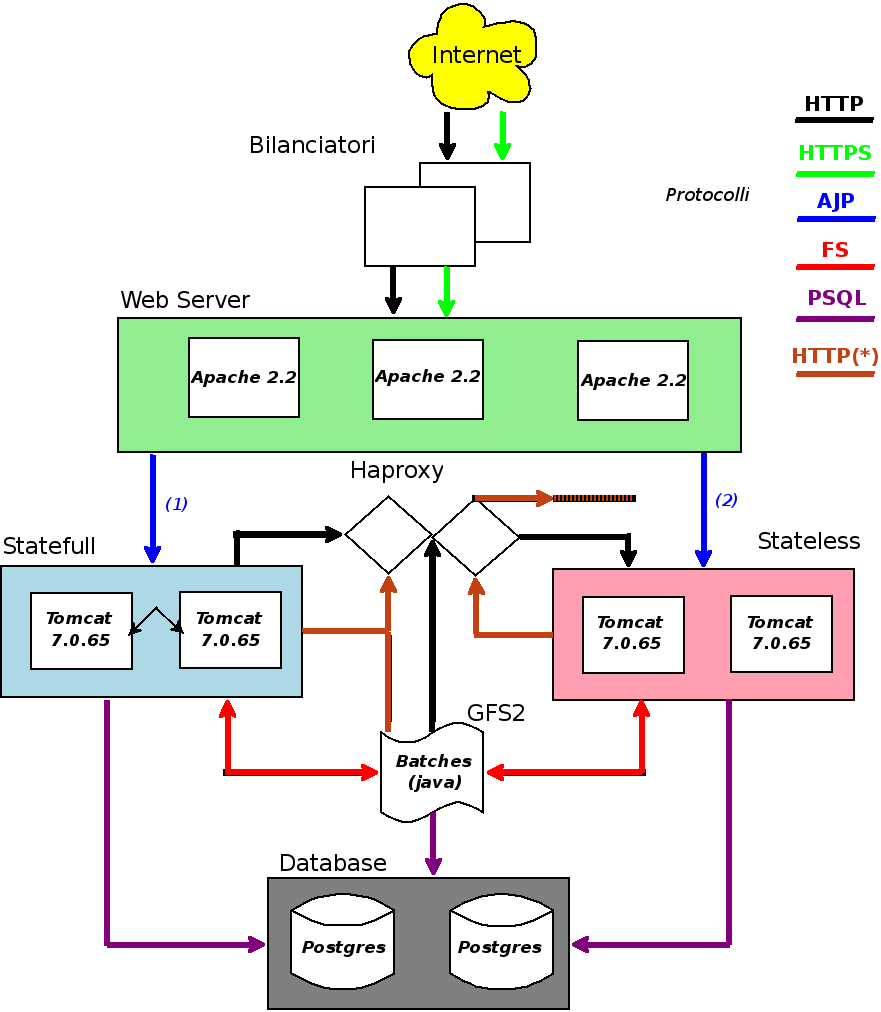 Internet
HTTP
Bilanciatori
HTTPS
Protocolli
AJP
FS
PSQL
Web Server
HTTP(*)
Apache 2.2
Apache 2.2
Apache 2.2
Haproxy
(1)
(2)
Statefull
Stateless
Tomcat
7.0.65
Tomcat
7.0.65
Tomcat
7.0.65
Tomcat
7.0.65
GFS2
Batches
(java)
Database
Postgres
Postgres